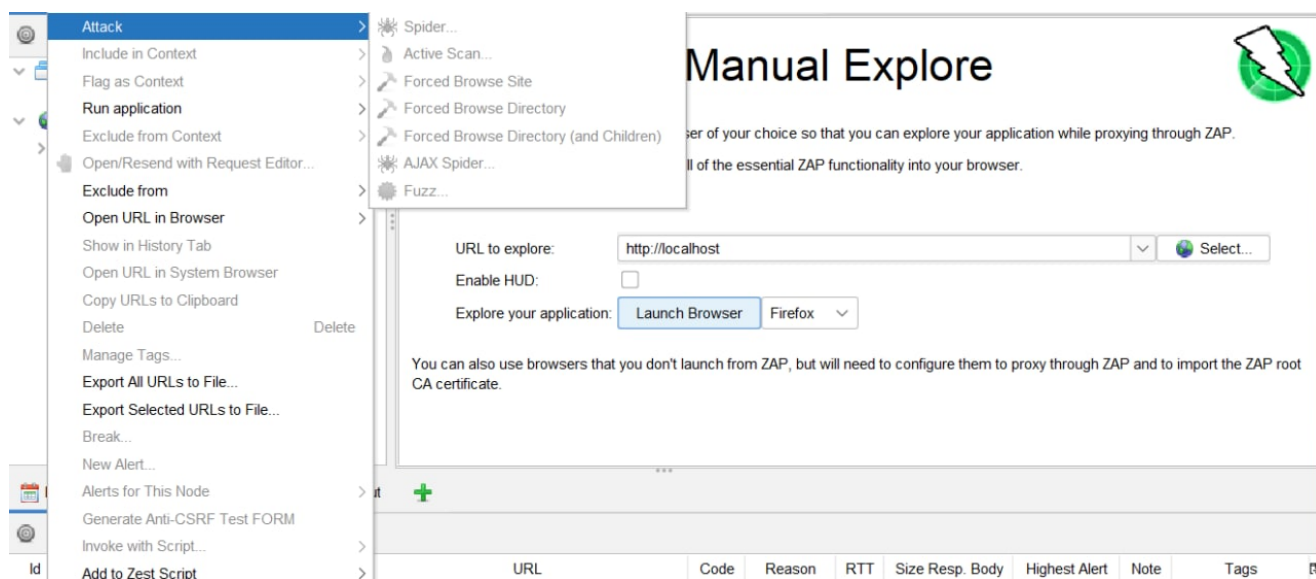 Attack
Include in Context
Flag as Context
Run application
Exclude from Context
Open/Resend with Request Editor...
Exclude from
Open URL in Browser
Show in History Tab
Open URL in System Browser
Copy URLs to Clipboard
Delete Delete
Manage Tags...
Export All URLs to File...
Export Selected URLs to File...
Break...
New Alert...
Alerts for This Node
Generate Anti-CSRF Test FORM
Invoke with Script...
Add to Zest Script
Spider...
Active Scan...
Forced Browse Site
Forced Browse Directory
Forced Browse Directory (and Children)
AJAX Spider...
Fuzz...
Manual Explore
of your choice so that you can explore your application while proxying through ZAP.
of the essential ZAP functionality into your browser.
URL to explore: http://localhost Select...
Enable HUD:
Explore your application: Launch Browser Firefox
You can also use browsers that you don't launch from ZAP, but will need to configure them to proxy through ZAP and to import the ZAP root
CA certificate.
Id URL Code Reason RTT Size Resp. Body Highest Alert Note Tags